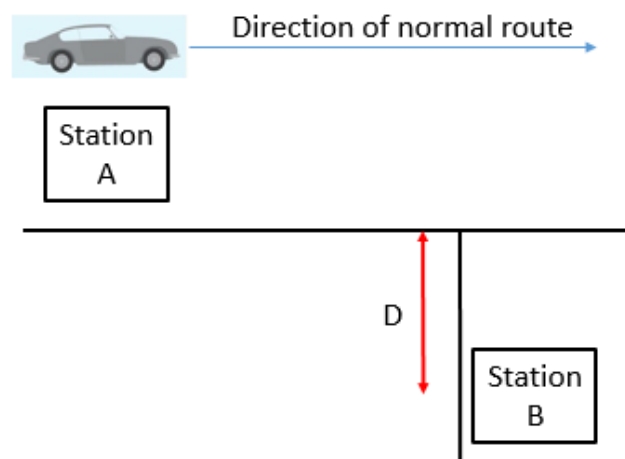 Direction of normal route
Station
A
D
Station
B